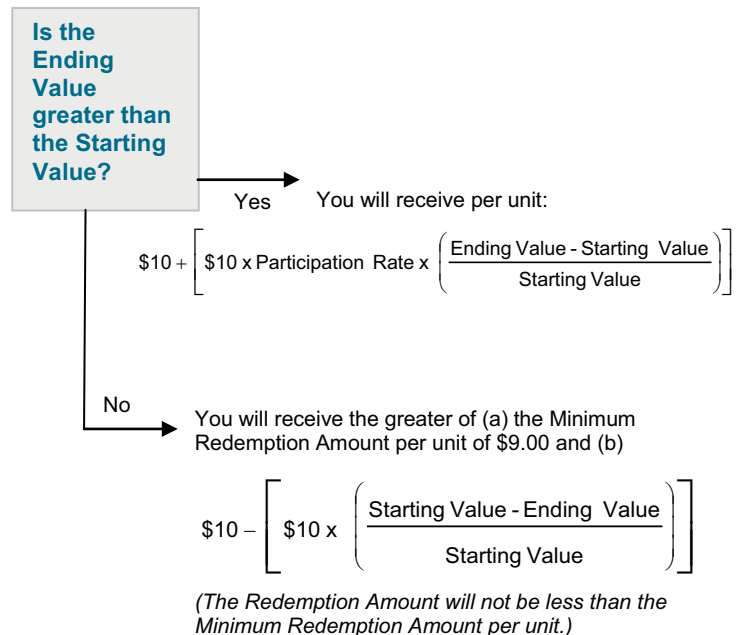 Is the
Ending
Value
greater than
the Starting
Value?
Yes
You will receive per unit:
$10 + [ $10 x Participation Rate x ( Ending Value - Starting Value / Starting Value ) ]
No
You will receive the greater of (a) the Minimum
Redemption Amount per unit of $9.00 and (b)
$10 – [ $10 x ( Starting Value - Ending Value / Starting Value ) ]
(The Redemption Amount will not be less than the
Minimum Redemption Amount per unit.)